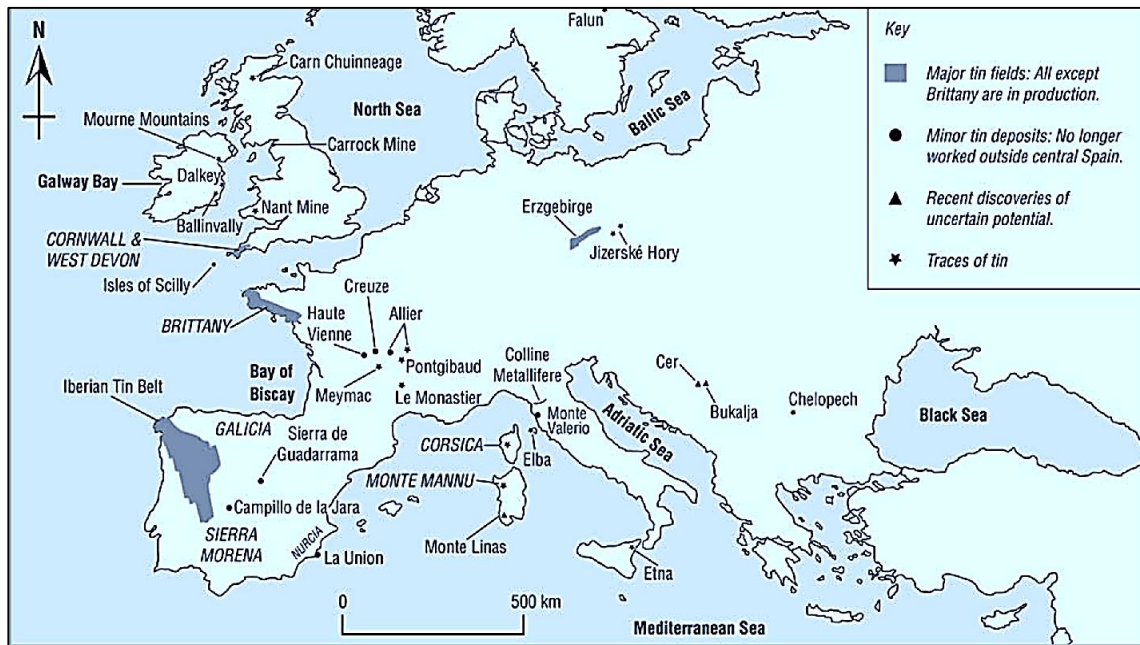 N
Falun
Carn Chuinneage
North Sea
Baltic Sea
Mourne Mountains
Carrock Mine
Galway Bay
Dalkey
Nant Mine
Ballinvally
Erzgebirge
Jizerské Hory
CORNWALL &
WEST DEVON
Isles of Scilly
BRITTANY
Creuze
Haute
Vienne
Allier
Pontgibaud
Meymac
Le Monastier
Bay of
Biscay
Colline
Metallifere
Monte
Valerio
Cer
Bukalja
Chelopech
Black Sea
Adriatic Sea
Iberian Tin Belt
GALICIA
Sierra de
Guadarrama
CORSICA
Elba
MONTE MANNU
Campillo de la Jara
SIERRA
MORENA
NURCIA
La Union
Monte Linas
Etna
0
500 km
Mediterranean Sea
Key
Major tin fields: All except
Brittany are in production.
Minor tin deposits: No longer
worked outside central Spain.
Recent discoveries of
uncertain potential.
Traces of tin